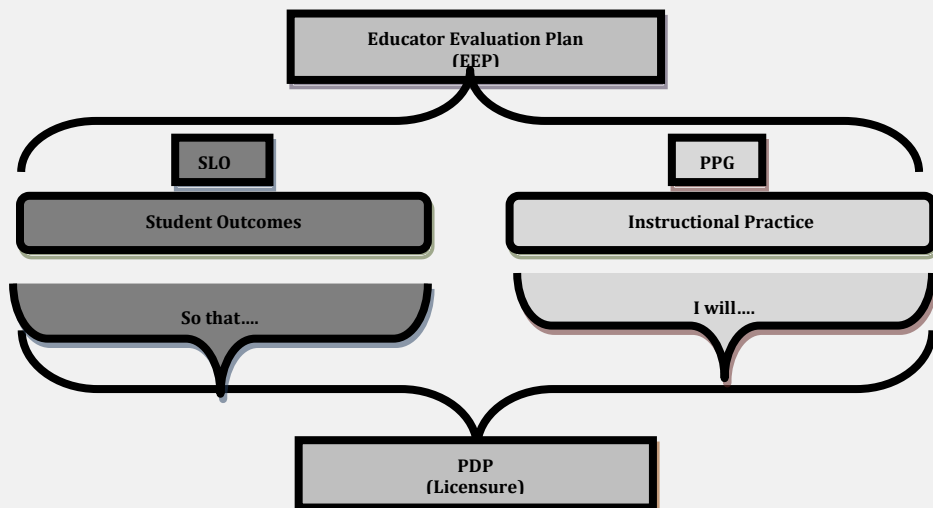 Educator Evaluation Plan
(EEP)
SLO
PPG
Student Outcomes
Instructional Practice
So that....
I will....
PDP
(Licensure)